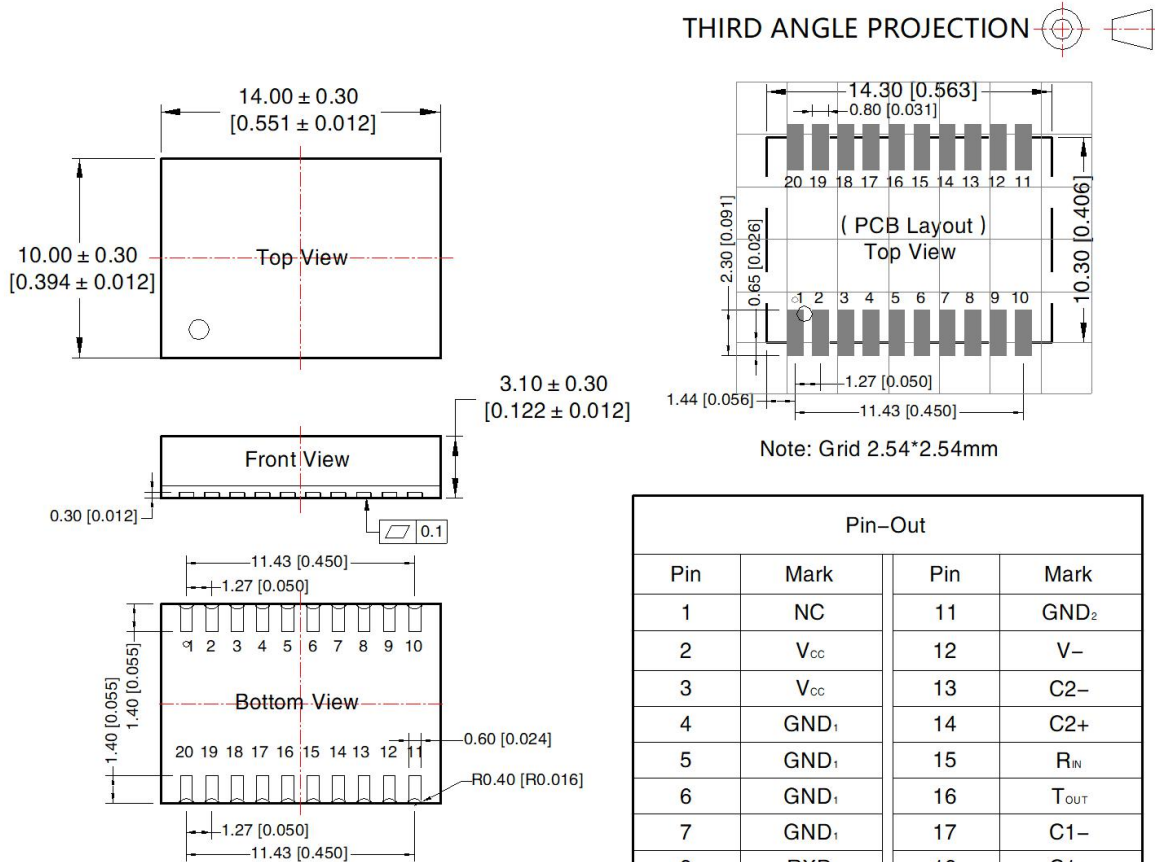 THIRD ANGLE PROJECTION
14.00 ± 0.30
[0.551 ± 0.012]
10.00 ± 0.30
[0.394 ± 0.012]
Top View
3.10 ± 0.30
[0.122 ± 0.012]
Front View
0.30 [0.012]
0.1
11.43 [0.450]
1.27 [0.050]
1 2 3 4 5 6 7 8 9 10
1.40 [0.055]
1.40 [0.055]
Bottom View
20 19 18 17 16 15 14 13 12 11
0.60 [0.024]
R0.40 [R0.016]
1.27 [0.050]
11.43 [0.450]
14.30 [0.563]
0.80 [0.031]
20 19 18 17 16 15 14 13 12 11
2.30 [0.091]
0.65 [0.026]
( PCB Layout )
Top View
10.30 [0.406]
1 2 3 4 5 6 7 8 9 10
1.27 [0.050]
1.44 [0.056]
11.43 [0.450]
Note: Grid 2.54*2.54mm
Pin-Out
Pin Mark Pin Mark
1 NC 11 GND₂
2 Vcc 12 V-
3 Vcc 13 C2-
4 GND₁ 14 C2+
5 GND₁ 15 RIN
6 GND₁ 16 TOUT
7 GND₁ 17 C1-